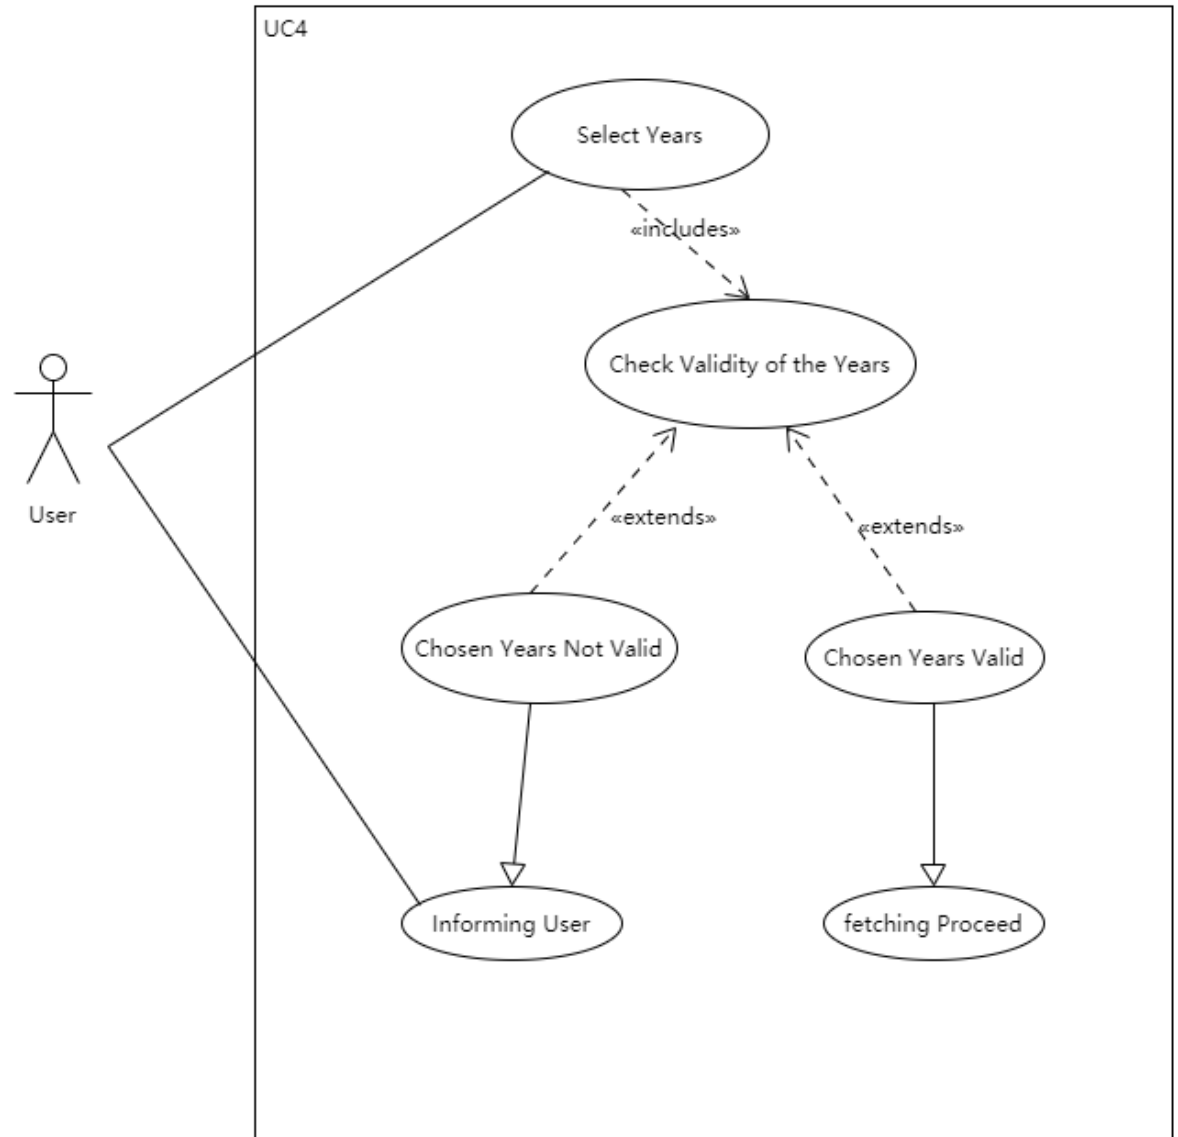 UC4
Select Years
«includes»
Check Validity of the Years
User
«extends»
«extends»
Chosen Years Not Valid
Chosen Years Valid
Informing User
fetching Proceed